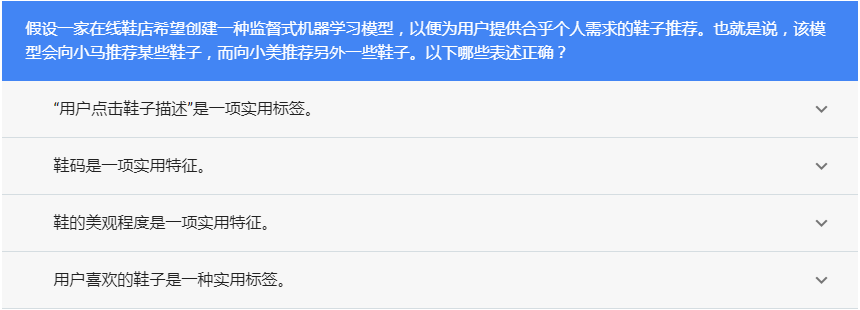 假设一家在线鞋店希望创建一种监督式机器学习模型，以便为用户提供合乎个人需求的鞋子推荐。也就是说，该模
型会向小马推荐某些鞋子，而向小美推荐另外一些鞋子。以下哪些表述正确？
“用户点击鞋子描述”是一项实用标签。
鞋码是一项实用特征。
鞋的美观程度是一项实用特征。
用户喜欢的鞋子是一种实用标签。